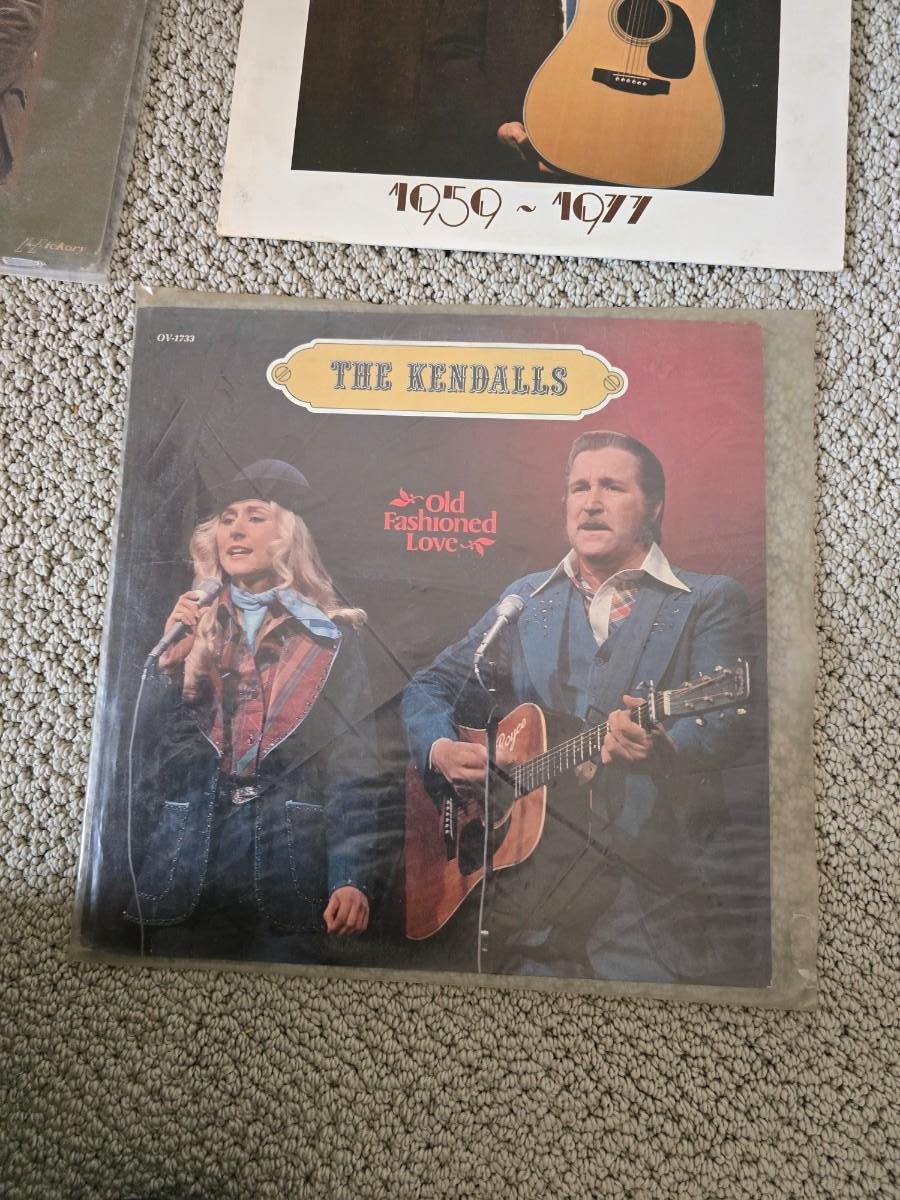 Hickory
1959 ~ 1977
OV-1733
THE KENDALLS
Old
Fashioned
Love
Royce